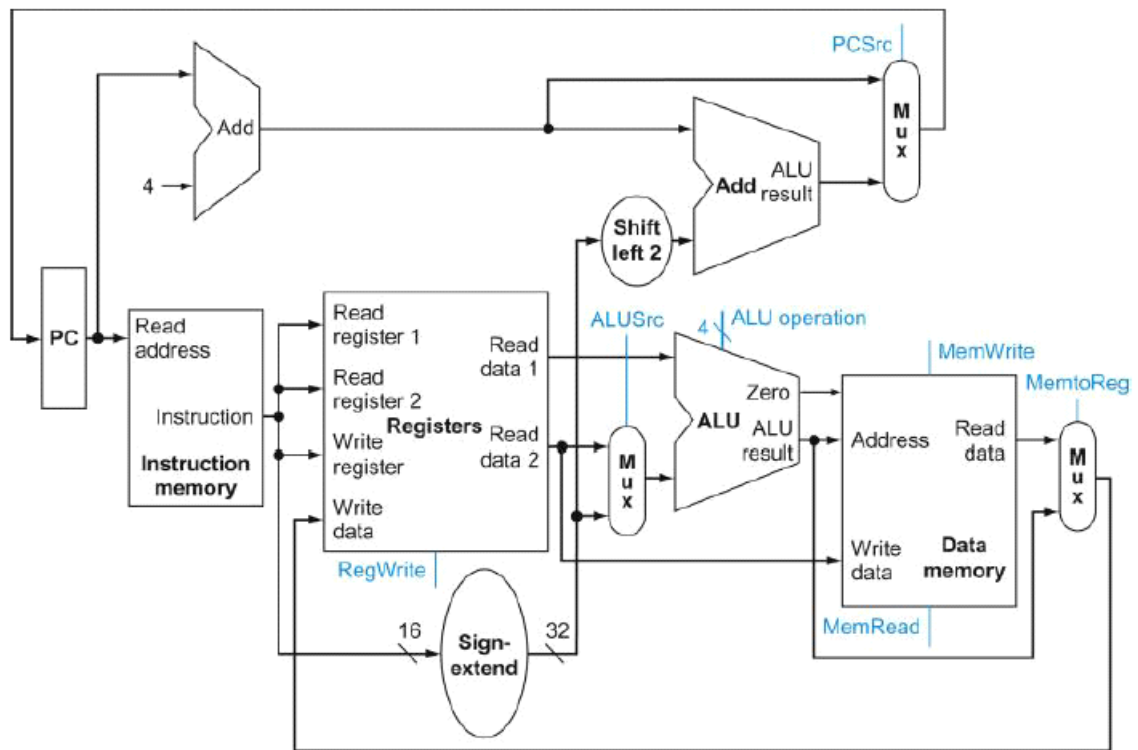 PCSrc
Add
4
M
u
x
Add
ALU
result
Shift
left 2
PC
Read
address
Instruction
Instruction
memory
Read
register 1
Read
register 2
Write
register
Write
data
Registers
Read
data 1
Read
data 2
RegWrite
16
Sign-
extend
32
ALUSrc
M
u
x
4
ALU operation
Zero
ALU
ALU
result
MemWrite
Address
Read
data
Write
data
Data
memory
MemRead
MemtoReg
M
u
x